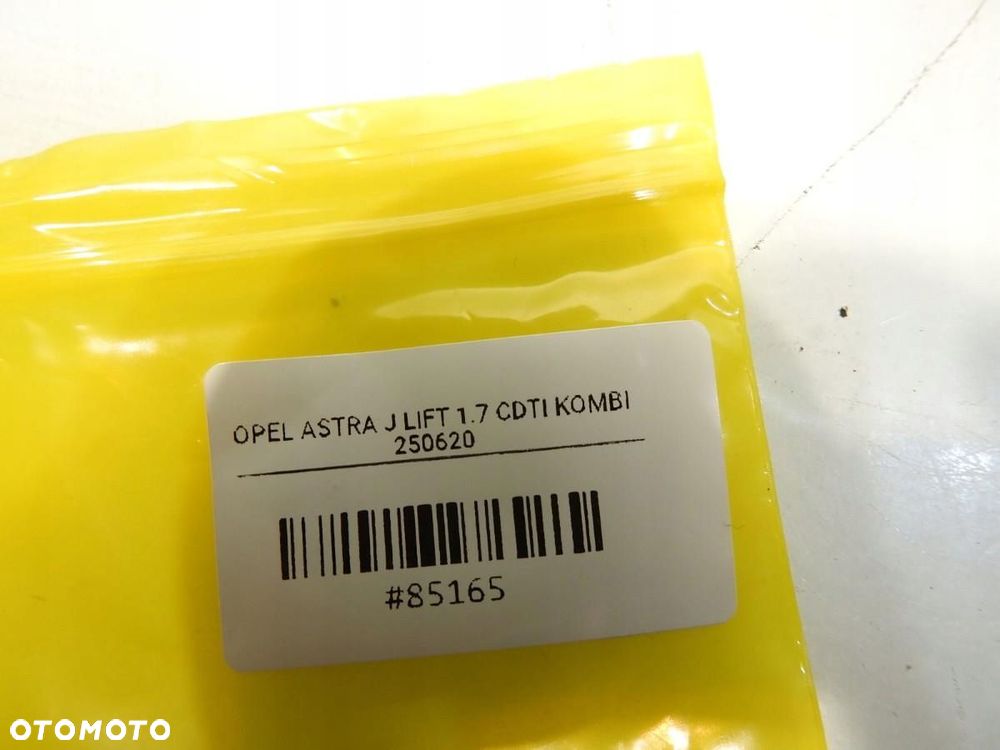 OPEL ASTRA J LIFT 1.7 CDTI KOMBI
250620
#85165
OTOMOTO